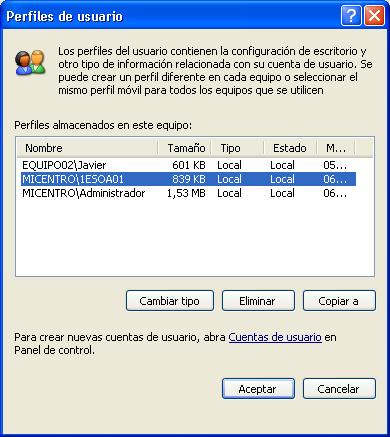 Perfiles de usuario
Los perfiles del usuario contienen la configuración de escritorio y
otro tipo de información relacionada con su cuenta de usuario. Se
puede crear un perfil diferente en cada equipo o seleccionar el
mismo perfil móvil para todos los equipos que se utilicen
Perfiles almacenados en este equipo:
Nombre Tamaño Tipo Estado M...
EQUIPO02\Javier 601 KB Local Local 05...
MICENTRO\1ESOA01 839 KB Local Local 06...
MICENTRO\Administrador 1,53 MB Local Local 06...
Cambiar tipo Eliminar Copiar a
Para crear nuevas cuentas de usuario, abra Cuentas de usuario en
Panel de control.
Aceptar Cancelar